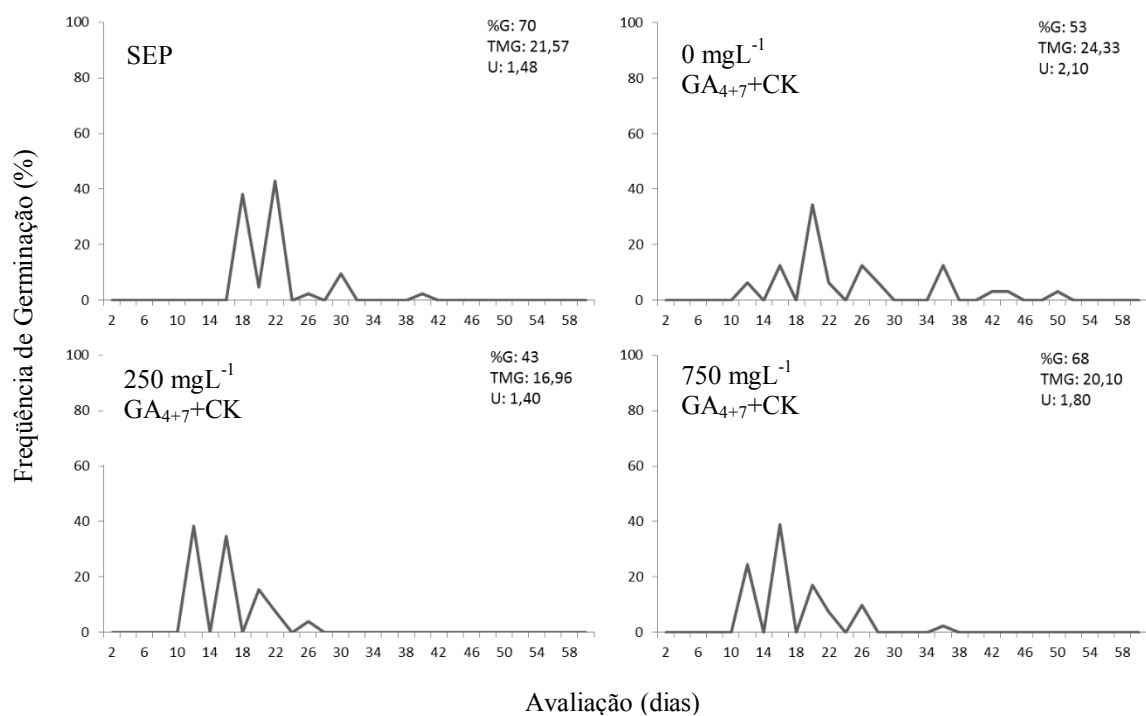 Freqüência de Germinação (%)
SEP
%G: 70
TMG: 21,57
U: 1,48
100
80
60
40
20
0
2 6 10 14 18 22 26 30 34 38 42 46 50 54 58
0 mgL⁻¹
GA₄₊₇+CK
%G: 53
TMG: 24,33
U: 2,10
100
80
60
40
20
0
2 6 10 14 18 22 26 30 34 38 42 46 50 54 58
250 mgL⁻¹
GA₄₊₇+CK
%G: 43
TMG: 16,96
U: 1,40
100
80
60
40
20
0
2 6 10 14 18 22 26 30 34 38 42 46 50 54 58
750 mgL⁻¹
GA₄₊₇+CK
%G: 68
TMG: 20,10
U: 1,80
100
80
60
40
20
0
2 6 10 14 18 22 26 30 34 38 42 46 50 54 58
Avaliação (dias)